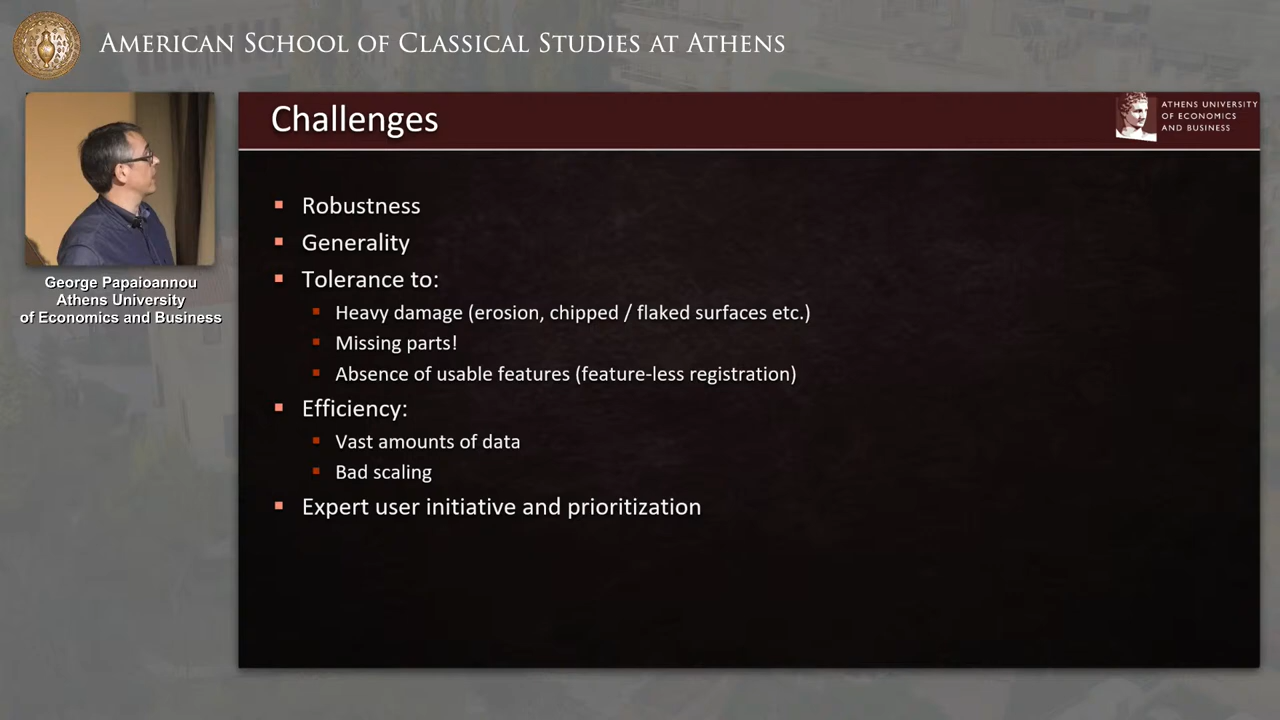 AMERICAN SCHOOL OF CLASSICAL STUDIES AT ATHENS
George Papaioannou
Athens University
of Economics and Business
Challenges
ATHENS UNIVERSITY
OF ECONOMICS
AND BUSINESS
Robustness
Generality
Tolerance to:
Heavy damage (erosion, chipped / flaked surfaces etc.)
Missing parts!
Absence of usable features (feature-less registration)
Efficiency:
Vast amounts of data
Bad scaling
Expert user initiative and prioritization